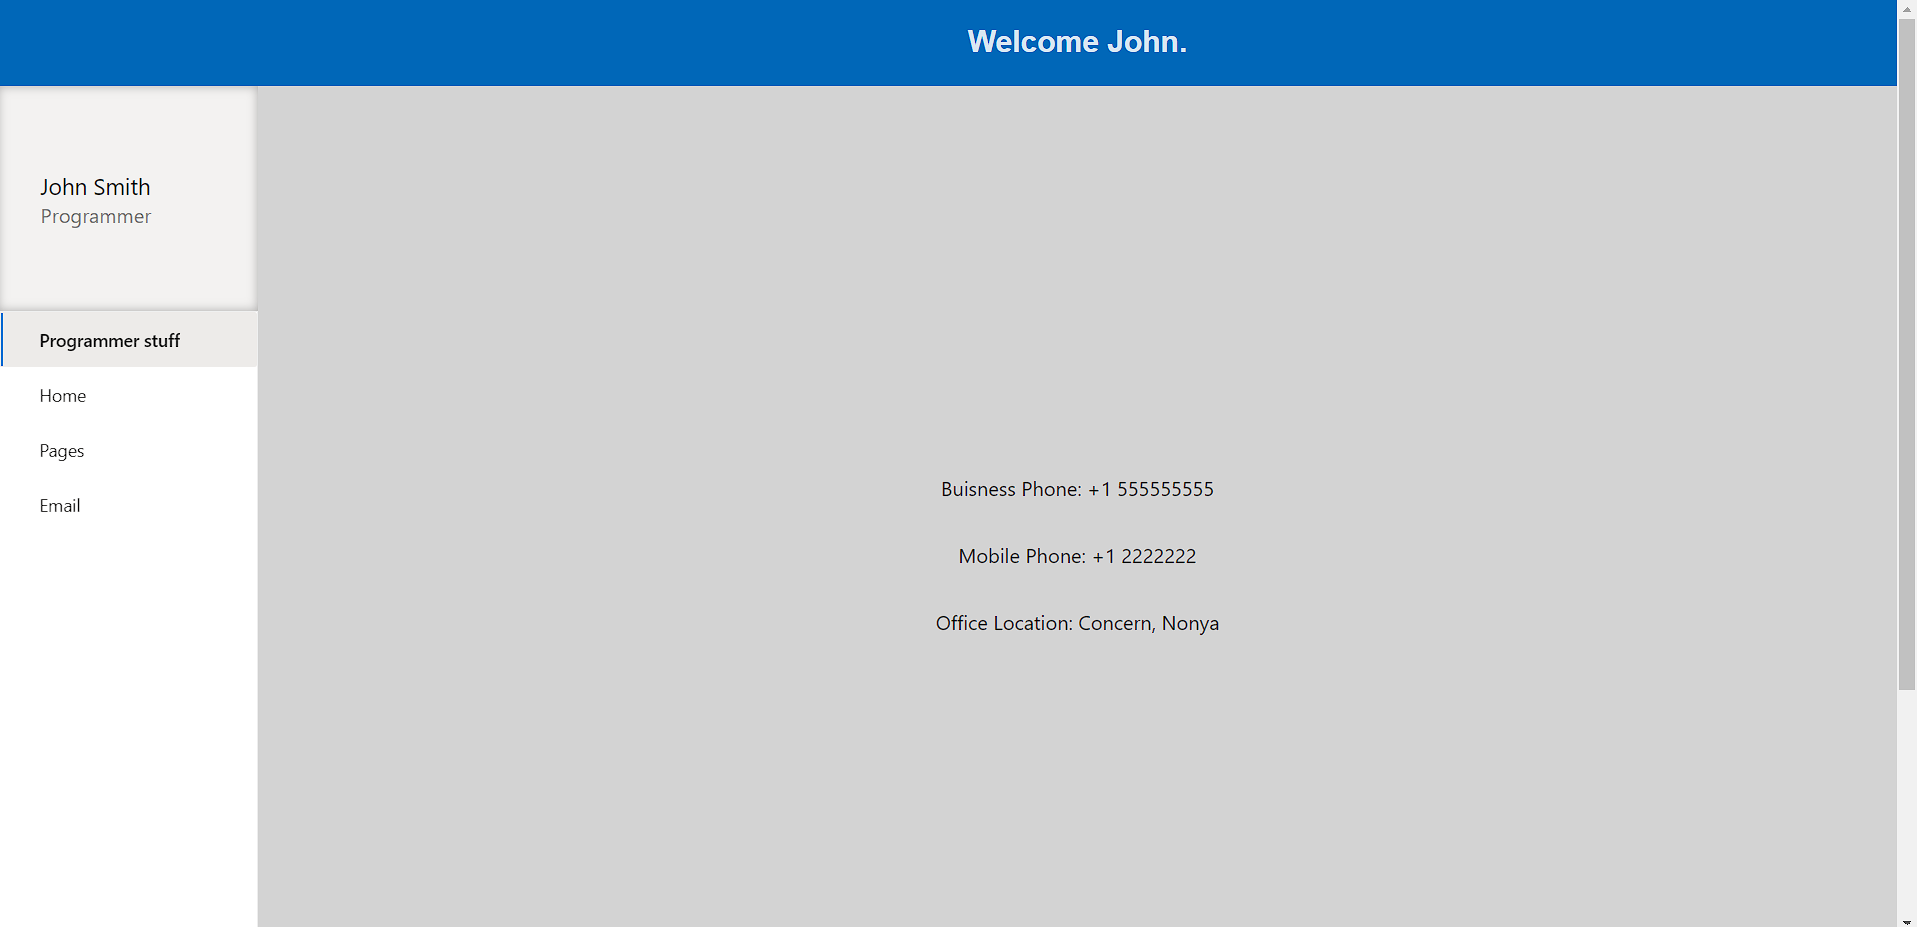 Welcome John.
John Smith
Programmer
Programmer stuff
Home
Pages
Email
Buisness Phone: +1 555555555
Mobile Phone: +1 2222222
Office Location: Concern, Nonya